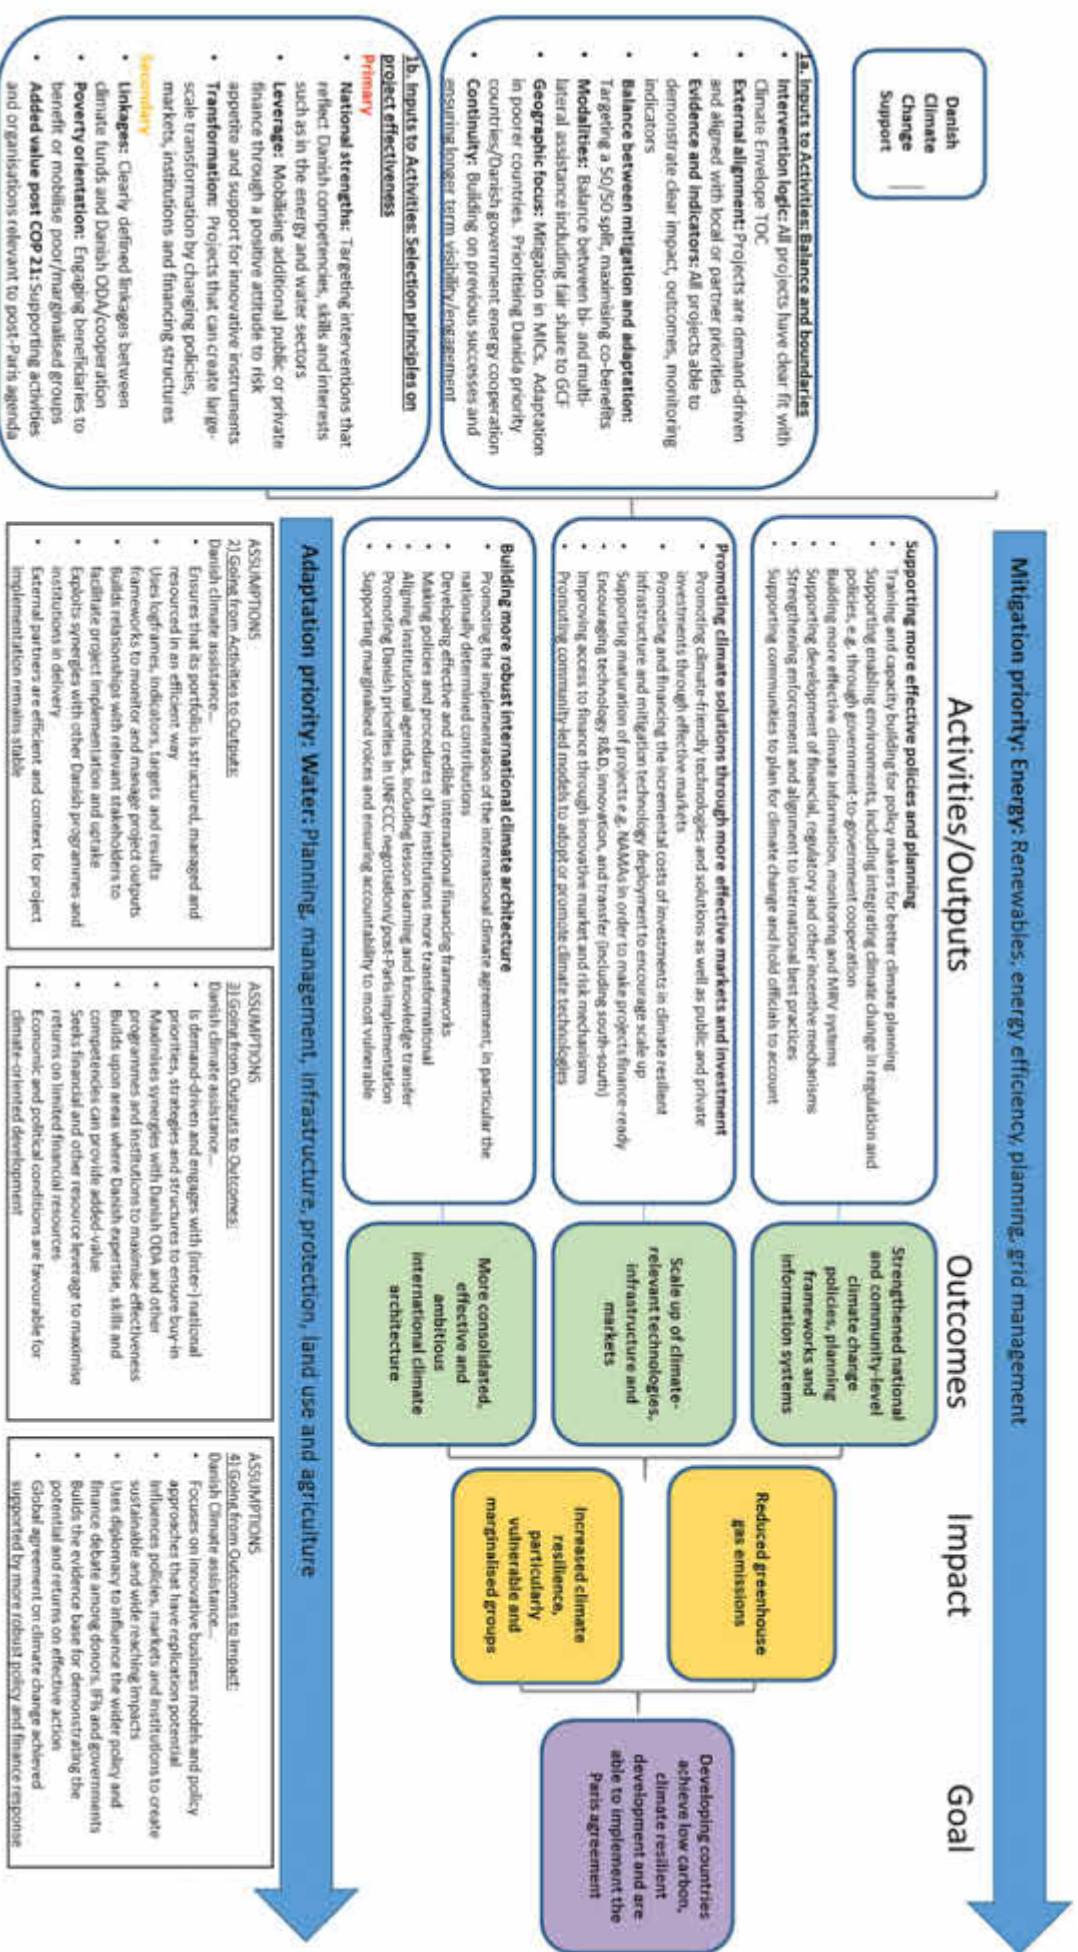 Danish
Climate
Change
Support
1a. Inputs to Activities: Balance and boundaries
• Intervention logic: All projects have clear fit with
Climate Envelope TOC
• External alignment: Projects are demand-driven
and aligned with local or partner priorities
• Evidence and indicators: All projects able to
demonstrate clear impact, outcomes, monitoring
indicators
• Balance between mitigation and adaptation:
Targeting a 50/50 split, maximising co-benefits
• Modalities: Balance between bi- and multi-
lateral assistance including fair share to GCF
• Geographic focus: Mitigation in MICs. Adaptation
in poorer countries. Prioritising Danida priority
countries/Danish government energy cooperation
• Continuity: Building on previous successes and
ensuring longer term visibility/engagement
1b. Inputs to Activities: Selection principles on
project effectiveness
Primary
• National strengths: Targeting interventions that
reflect Danish competencies, skills and interests
such as in the energy and water sectors
• Leverage: Mobilising additional public or private
finance through a positive attitude to risk
appetite and support for innovative instruments
• Transformation: Projects that can create large-
scale transformation by changing policies,
markets, institutions and financing structures
Secondary
• Linkages: Clearly defined linkages between
climate funds and Danish ODA/cooperation
• Poverty orientation: Engaging beneficiaries to
benefit or mobilise poor/marginalised groups
• Added value post COP 21: Supporting activities
and organisations relevant to post-Paris agenda
Mitigation priority: Energy: Renewables, energy efficiency, planning, grid management
Activities/Outputs
Outcomes
Impact
Goal
Supporting more effective policies and planning
• Training and capacity building for policy makers for better climate planning
• Supporting enabling environments, including integrating climate change in regulation and
policies, e.g. through government-to-government cooperation
• Building more effective climate information, monitoring and MRV systems
• Supporting development of financial, regulatory and other incentive mechanisms
• Strengthening enforcement and alignment to international best practices
• Supporting communities to plan for climate change and hold officials to account
Promoting climate solutions through more effective markets and investment
• Promoting climate-friendly technologies and solutions as well as public and private
investments through effective markets
• Promoting and financing the incremental costs of investments in climate resilient
infrastructure and mitigation technology deployment to encourage scale up
• Supporting maturation of projects e.g. NAMAs in order to make projects finance-ready
• Encouraging technology R&D, innovation, and transfer (including south-south)
• Improving access to finance through innovative market and risk mechanisms
• Promoting community-led models to adopt or promote climate technologies
Building more robust international climate architecture
• Promoting the implementation of the international climate agreement, in particular the
nationally determined contributions
• Developing effective and credible international financing frameworks
• Making policies and procedures of key institutions more transformational
• Aligning institutional agendas, including lesson learning and knowledge transfer
• Promoting Danish priorities in UNFCCC negotiations/post-Paris implementation
• Supporting marginalised voices and ensuring accountability to most vulnerable
Strengthened national
and community-level
climate change
policies, planning
frameworks and
information systems
Scale up of climate-
relevant technologies,
infrastructure and
markets
More consolidated,
effective and
ambitious
international climate
architecture
Reduced greenhouse
gas emissions
Increased climate
resilience,
particularly
vulnerable and
marginalised groups
Developing countries
achieve low carbon,
climate resilient
development and are
able to implement the
Paris agreement
Adaptation priority: Water: Planning, management, infrastructure, protection, land use and agriculture
ASSUMPTIONS
2) Going from Activities to Outputs:
Danish climate assistance...
• Ensures that its portfolio is structured, managed and
resourced in an efficient way
• Uses logframes, indicators, targets and results
frameworks to monitor and manage project outputs
• Builds relationships with relevant stakeholders to
facilitate project implementation and uptake
• Exploits synergies with other Danish programmes and
institutions in delivery
• External partners are efficient and context for project
implementation remains stable
ASSUMPTIONS
3) Going from Outputs to Outcomes:
Danish climate assistance...
• Is demand-driven and engages with (inter-) national
priorities, strategies and structures to ensure buy-in
• Maximises synergies with Danish ODA and other
programmes and institutions to maximise effectiveness
• Builds upon areas where Danish expertise, skills and
competencies can provide added-value
• Seeks financial and other resource leverage to maximise
returns on limited financial resources
• Economic and political conditions are favourable for
climate-oriented development
ASSUMPTIONS
4) Going from Outcomes to Impact:
Danish Climate assistance...
• Focuses on innovative business models and policy
approaches that have replication potential
• Influences policies, markets and institutions to create
sustainable and wide reaching impacts
• Uses diplomacy to influence the wider policy and
finance debate among donors, IFIs and governments
• Builds the evidence base for demonstrating the
potential and returns on effective action
• Global agreement on climate change achieved
supported by more robust policy and finance response